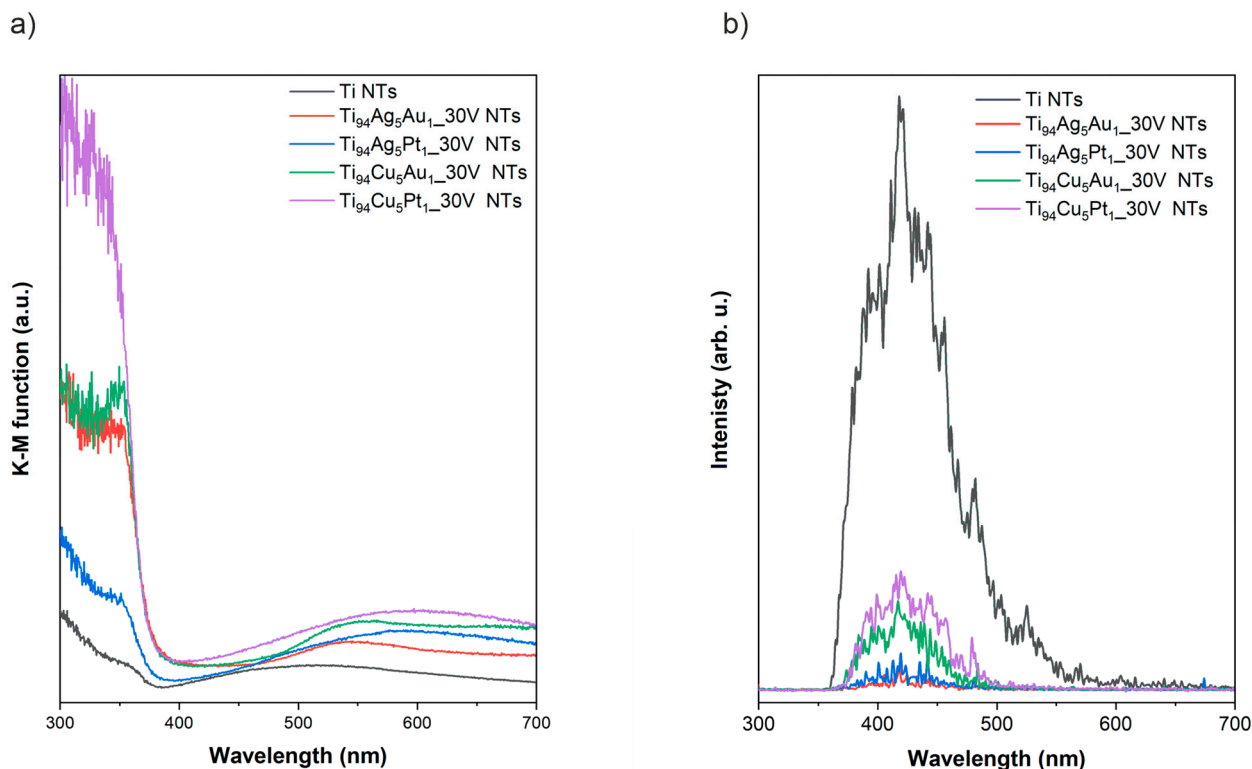 a)
K-M function (a.u.)
Ti NTs
Ti₉₄Ag₅Au₁_30V NTs
Ti₉₄Ag₅Pt₁_30V NTs
Ti₉₄Cu₅Au₁_30V NTs
Ti₉₄Cu₅Pt₁_30V NTs
300 400 500 600 700
Wavelength (nm)
b)
Intenisty (arb. u.)
Ti NTs
Ti₉₄Ag₅Au₁_30V NTs
Ti₉₄Ag₅Pt₁_30V NTs
Ti₉₄Cu₅Au₁_30V NTs
Ti₉₄Cu₅Pt₁_30V NTs
300 400 500 600 700
Wavelength (nm)